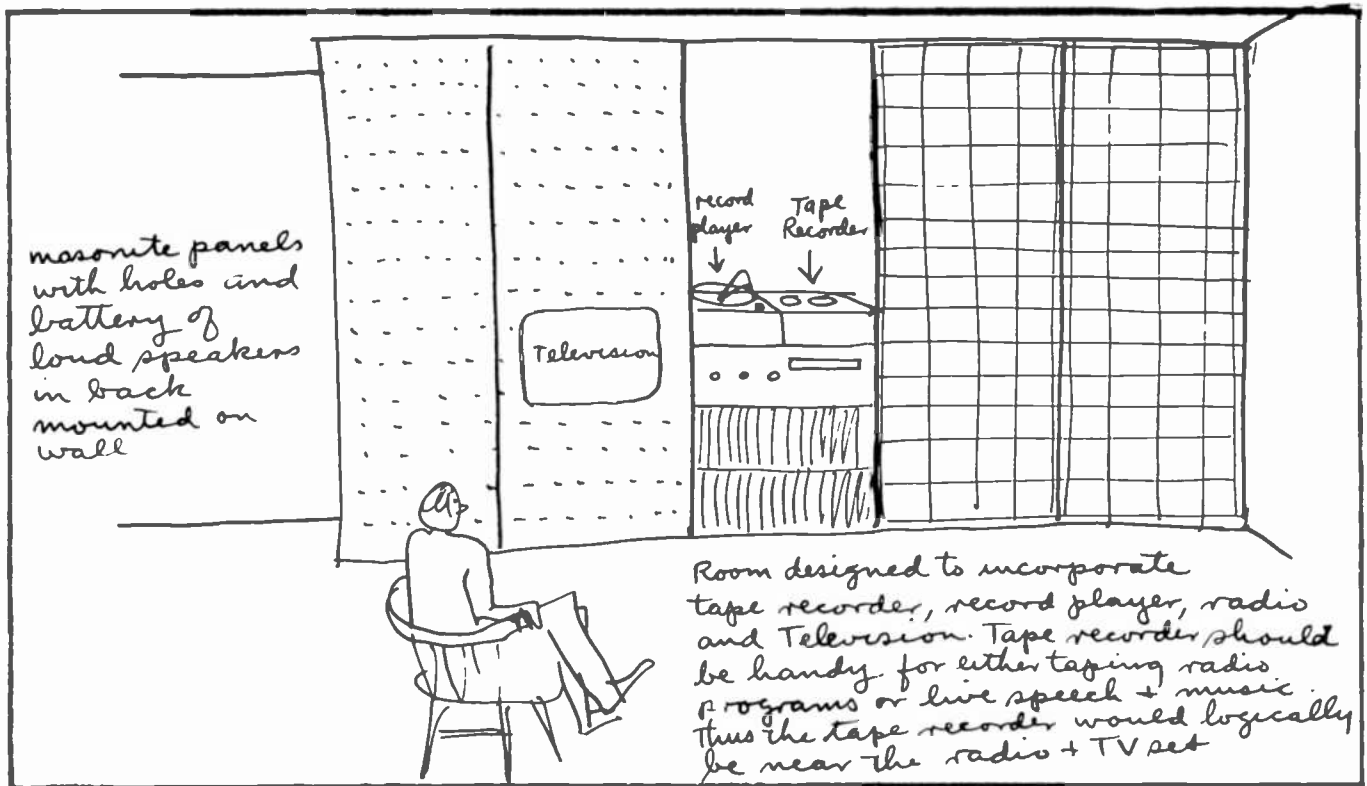 masonite panels
with holes and
battery of
loud speakers
in back
mounted on
wall
record
player
Tape
Recorder
Television
Room designed to incorporate
tape recorder, record player, radio
and Television. Tape recorder should
be handy for either taping radio
programs or live speech + music.
Thus the tape recorder would logically
be near the radio + TV set